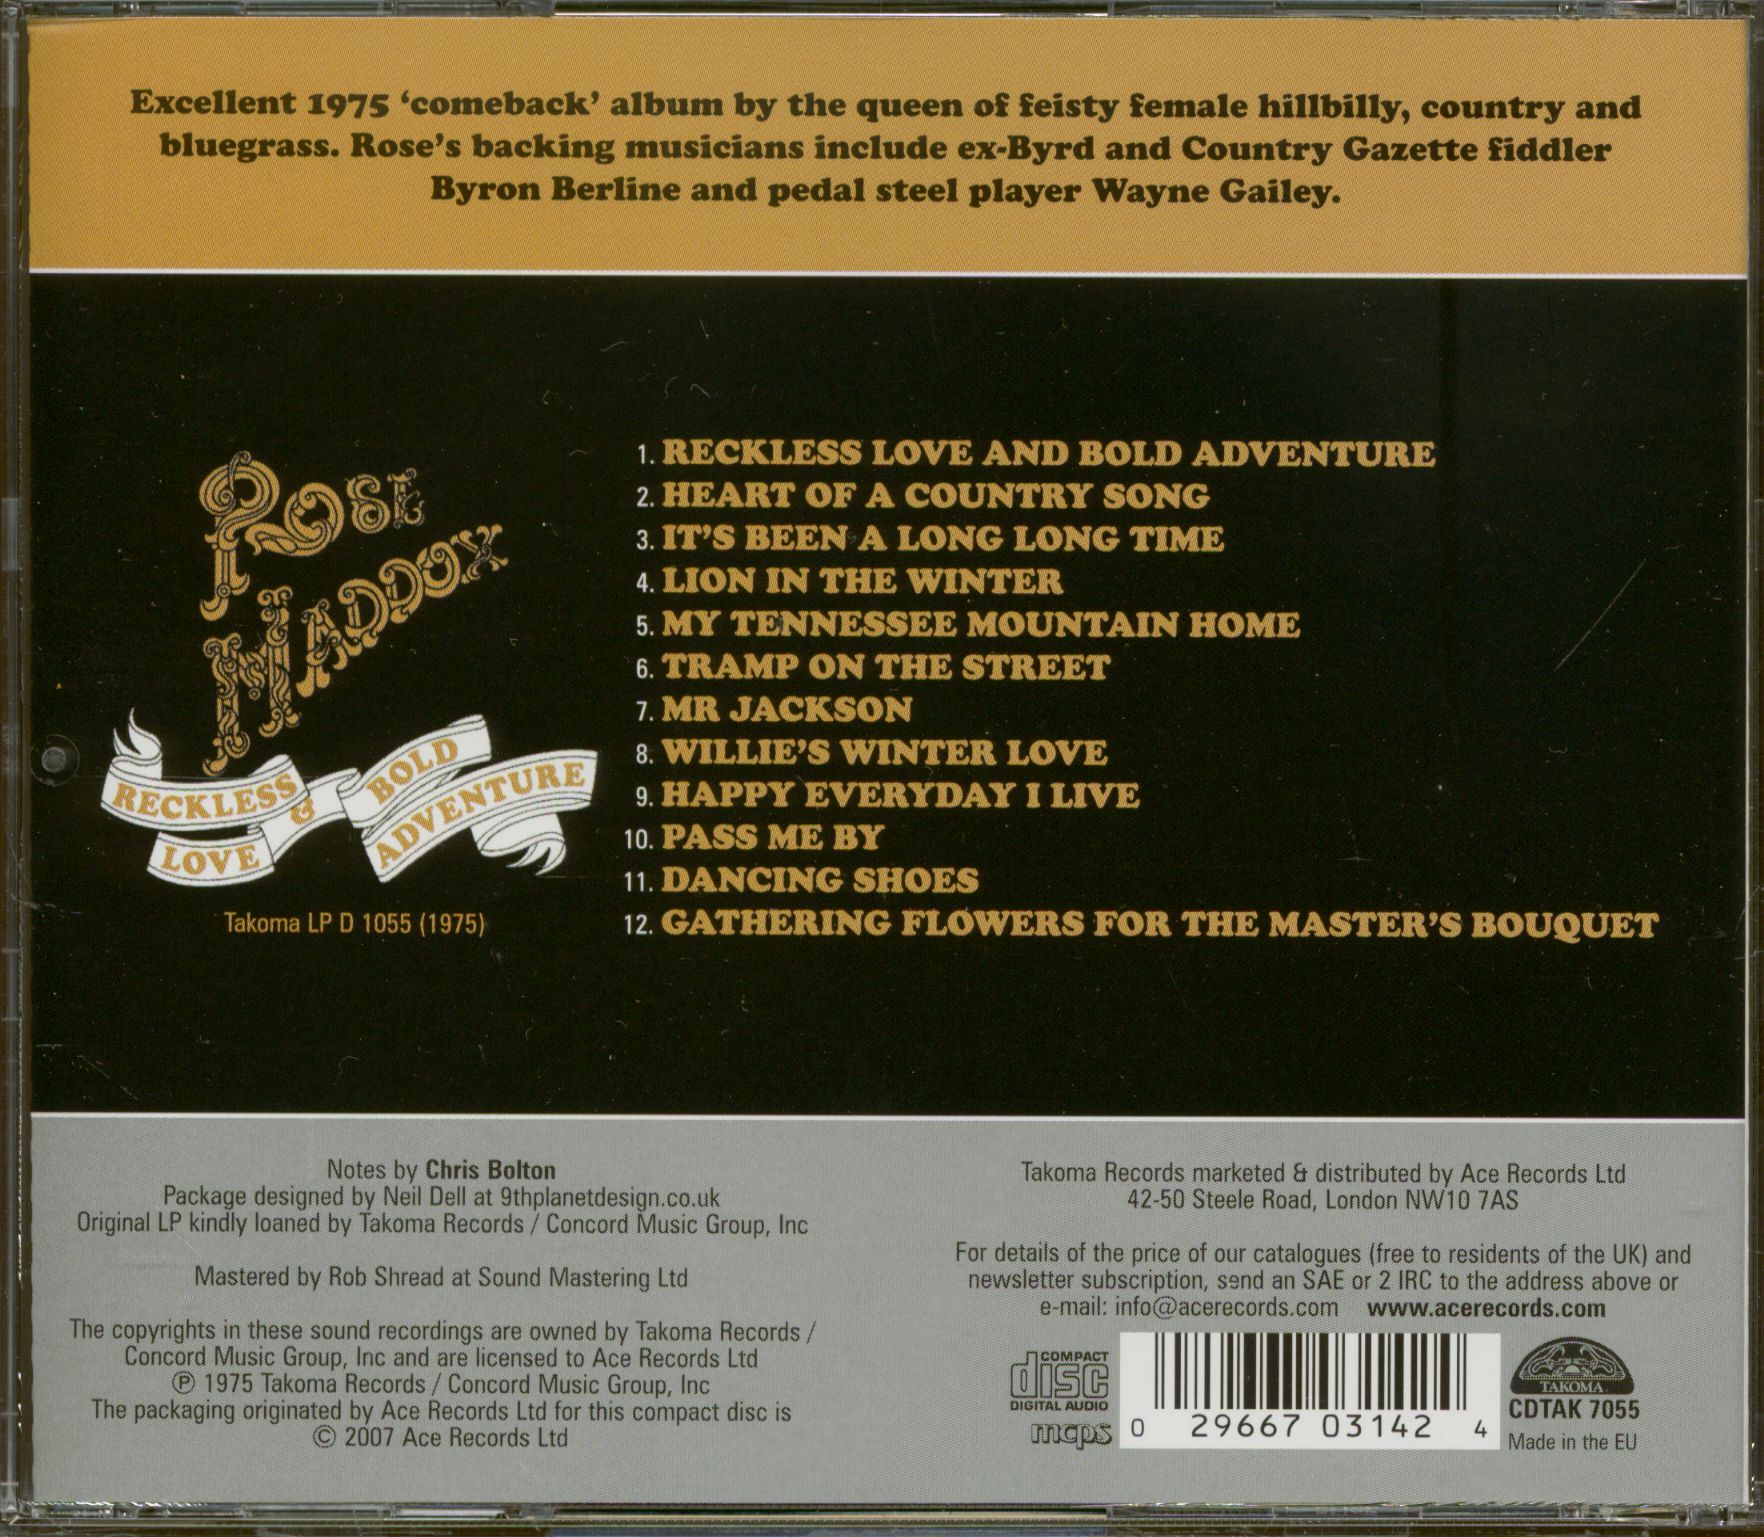 Excellent 1975 ‘comeback’ album by the queen of feisty female hillbilly, country and
bluegrass. Rose’s backing musicians include ex-Byrd and Country Gazette fiddler
Byron Berline and pedal steel player Wayne Gailey.
ROSE
MADDOX
RECKLESS
LOVE
&
BOLD
ADVENTURE
Takoma LP D 1055 (1975)
1. RECKLESS LOVE AND BOLD ADVENTURE
2. HEART OF A COUNTRY SONG
3. IT’S BEEN A LONG LONG TIME
4. LION IN THE WINTER
5. MY TENNESSEE MOUNTAIN HOME
6. TRAMP ON THE STREET
7. MR JACKSON
8. WILLIE’S WINTER LOVE
9. HAPPY EVERYDAY I LIVE
10. PASS ME BY
11. DANCING SHOES
12. GATHERING FLOWERS FOR THE MASTER’S BOUQUET
Notes by Chris Bolton
Package designed by Neil Dell at 9thplanetdesign.co.uk
Original LP kindly loaned by Takoma Records / Concord Music Group, Inc
Mastered by Rob Shread at Sound Mastering Ltd
The copyrights in these sound recordings are owned by Takoma Records /
Concord Music Group, Inc and are licensed to Ace Records Ltd
℗ 1975 Takoma Records / Concord Music Group, Inc
The packaging originated by Ace Records Ltd for this compact disc is
© 2007 Ace Records Ltd
Takoma Records marketed & distributed by Ace Records Ltd
42-50 Steele Road, London NW10 7AS
For details of the price of our catalogues (free to residents of the UK) and
newsletter subscription, send an SAE or 2 IRC to the address above or
e-mail: info@acerecords.com www.acerecords.com
COMPACT
disc
DIGITAL AUDIO
mcps
0 29667 03142 4
TAKOMA
CDTAK 7055
Made in the EU